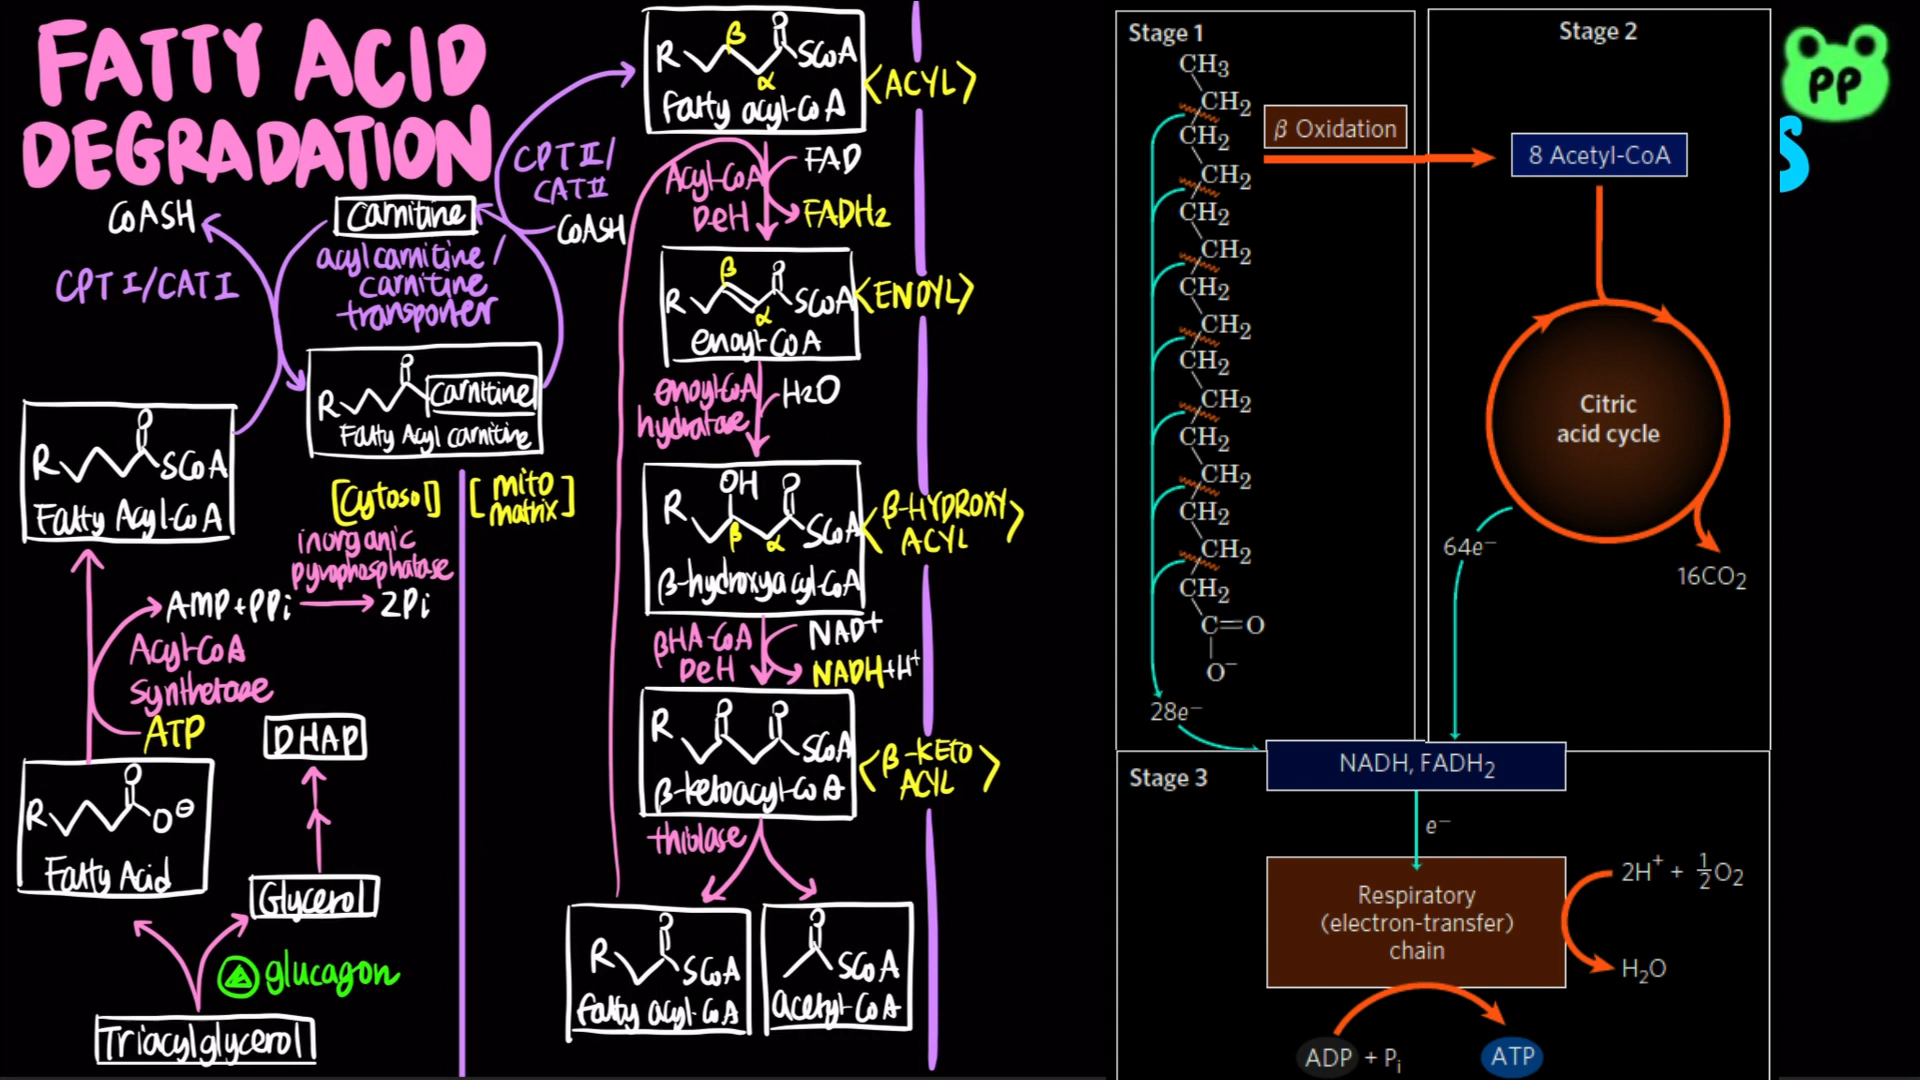 FATTY ACID
DEGRADATION
CoASH
Carnitine
CPT II/
CAT II
CoASH
acyl carnitine /
carnitine
transporter
CPT I/CAT I
R
SCoA
Fatty Acyl-CoA
R
Carnitine
Fatty Acyl carnitine
[Cytosol]
[mito
matrix]
inorganic
pyrophosphatase
AMP+PPi
2Pi
Acyl-CoA
Synthetase
ATP
DHAP
R
O⊖
Fatty Acid
Glycerol
glucagon
Triacylglycerol
R
β
α
SCoA
fatty acyl-CoA
<ACYL>
Acyl-CoA
DeH
FAD
FADH2
R
β
α
SCoA
enoyl-CoA
<ENOYL>
enoyl-CoA
hydratase
H2O
OH
R
β
α
SCoA
β-hydroxyacyl-CoA
<β-HYDROXY
ACYL>
βHA-CoA
DeH
NAD+
NADH+H+
R
SCoA
β-ketoacyl-CoA
<β-KETO
ACYL>
thiolase
R
SCoA
fatty acyl-CoA
SCoA
acetyl-CoA
Stage 1
CH3
CH2
CH2
CH2
CH2
CH2
CH2
CH2
CH2
CH2
CH2
CH2
CH2
CH2
CH2
C=O
O−
28e−
β Oxidation
Stage 2
8 Acetyl-CoA
Citric
acid cycle
64e−
16CO2
Stage 3
NADH, FADH2
e−
Respiratory
(electron-transfer)
chain
2H+ + 1/2O2
H2O
ADP + Pi
ATP
PP
S